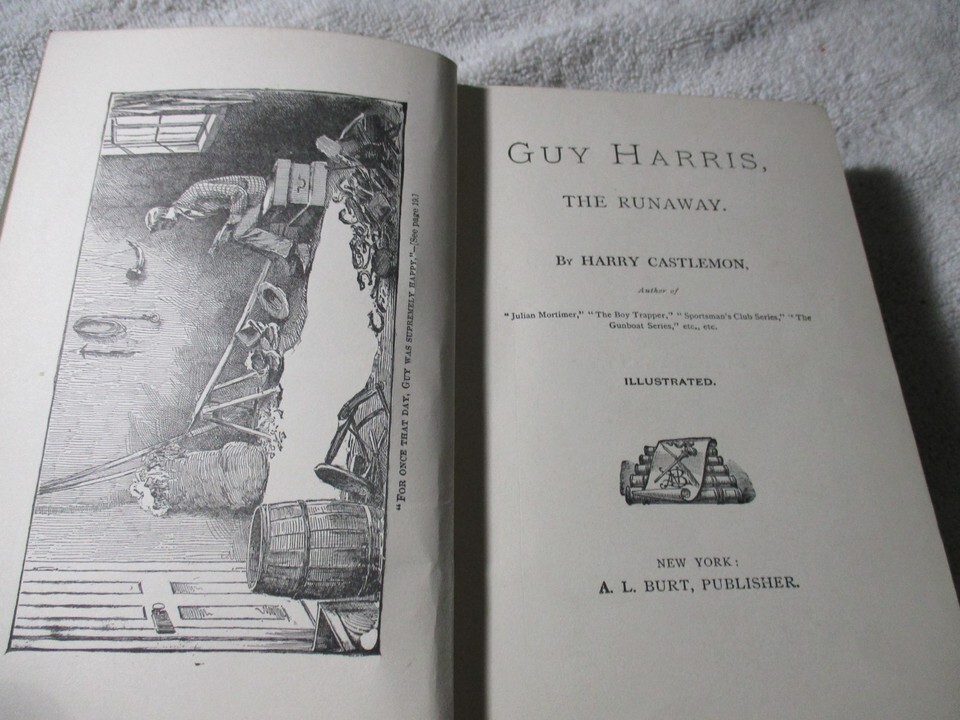 "FOR ONCE THAT DAY, GUY WAS SUPREMELY HAPPY."—[See page 19.]
GUY HARRIS,
THE RUNAWAY.
BY HARRY CASTLEMON,
Author of
"Julian Mortimer," "The Boy Trapper," "Sportsman's Club Series," "The
Gunboat Series," etc., etc.
ILLUSTRATED.
NEW YORK:
A. L. BURT, PUBLISHER.